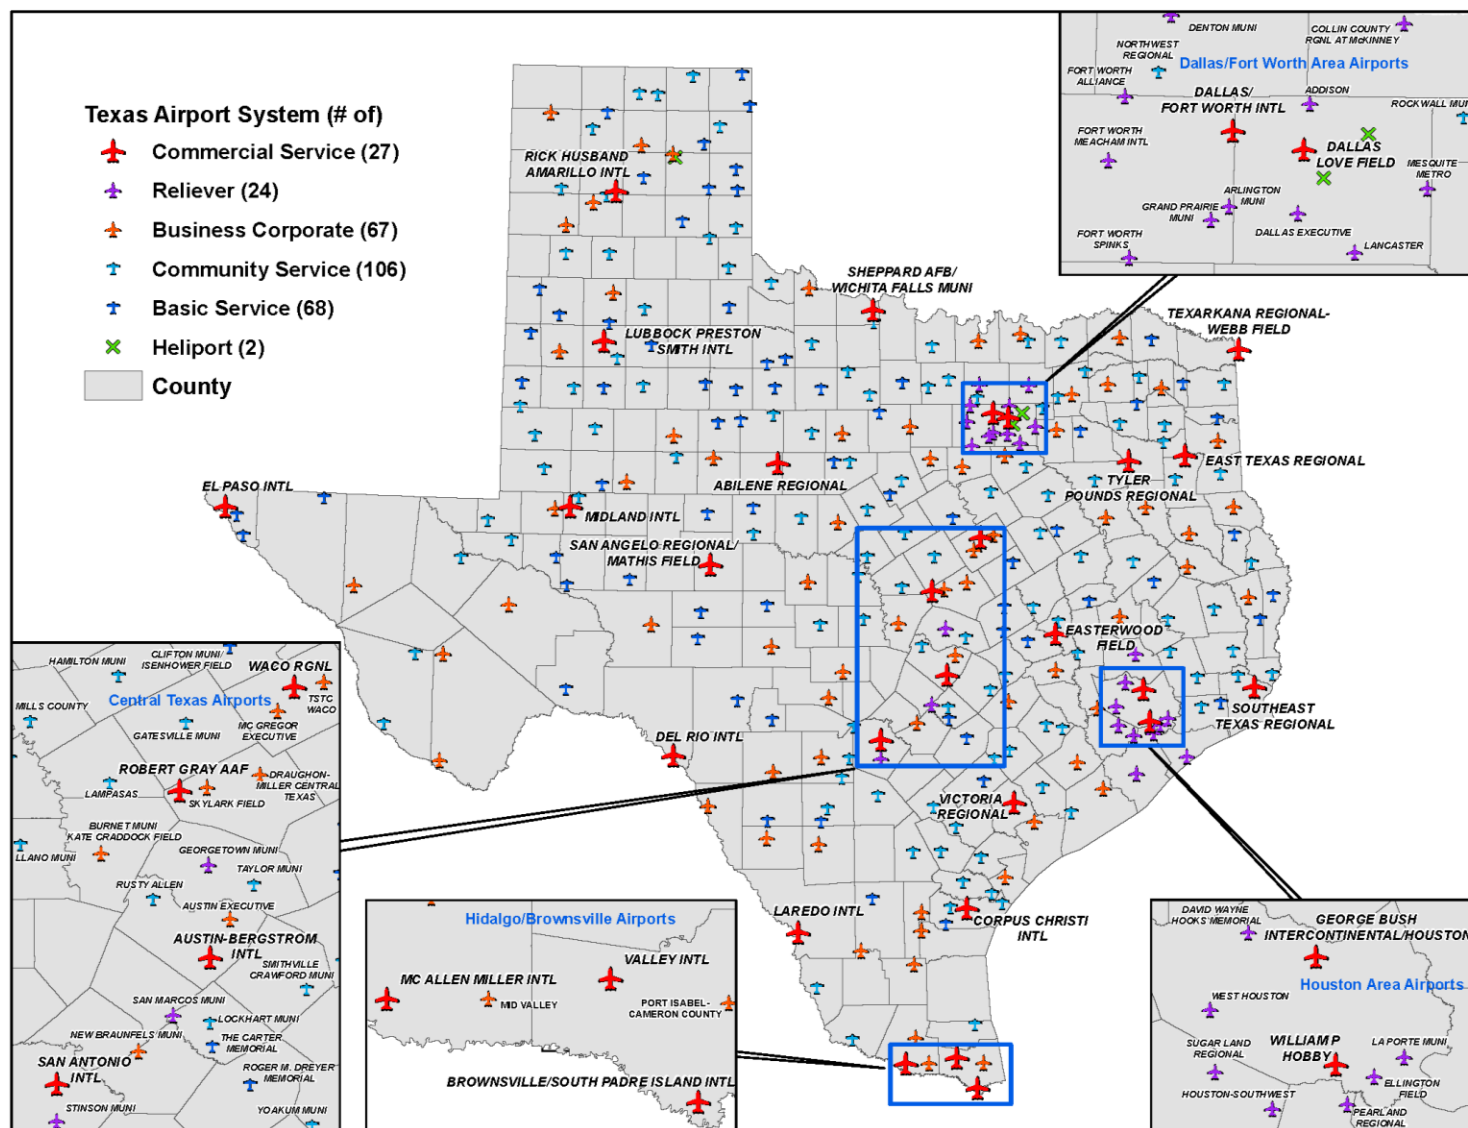 Texas Airport System (# of)
Commercial Service (27)
Reliever (24)
Business Corporate (67)
Community Service (106)
Basic Service (68)
Heliport (2)
County
RICK HUSBAND
AMARILLO INTL
LUBBOCK PRESTON
SMITH INTL
SHEPPARD AFB/
WICHITA FALLS MUNI
TEXARKANA REGIONAL-
WEBB FIELD
EAST TEXAS REGIONAL
TYLER
POUNDS REGIONAL
ABILENE REGIONAL
EL PASO INTL
MIDLAND INTL
SAN ANGELO REGIONAL/
MATHIS FIELD
EASTERWOOD
FIELD
SOUTHEAST
TEXAS REGIONAL
DEL RIO INTL
VICTORIA
REGIONAL
LAREDO INTL
CORPUS CHRISTI
INTL
DENTON MUNI
COLLIN COUNTY
RGNL AT McKINNEY
NORTHWEST
REGIONAL
Dallas/Fort Worth Area Airports
FORT WORTH
ALLIANCE
DALLAS/
FORT WORTH INTL
ADDISON
ROCKWALL MUNI
FORT WORTH
MEACHAM INTL
DALLAS
LOVE FIELD
MESQUITE
METRO
ARLINGTON
MUNI
GRAND PRAIRIE
MUNI
DALLAS EXECUTIVE
FORT WORTH
SPINKS
LANCASTER
HAMILTON MUNI
CLIFTON MUNI/
ISENHOWER FIELD
WACO RGNL
Central Texas Airports
TSTC
WACO
MILLS COUNTY
GATESVILLE MUNI
MC GREGOR
EXECUTIVE
ROBERT GRAY AAF
LAMPASAS
SKYLARK FIELD
DRAUGHON-
MILLER CENTRAL
TEXAS
BURNET MUNI
KATE CRADDOCK FIELD
LLANO MUNI
GEORGETOWN MUNI
TAYLOR MUNI
RUSTY ALLEN
AUSTIN EXECUTIVE
AUSTIN-BERGSTROM
INTL
SMITHVILLE
CRAWFORD MUNI
SAN MARCOS MUNI
LOCKHART MUNI
NEW BRAUNFELS MUNI
THE CARTER
MEMORIAL
SAN ANTONIO
INTL
ROGER M. DREYER
MEMORIAL
STINSON MUNI
YOAKUM MUNI
Hidalgo/Brownsville Airports
MC ALLEN MILLER INTL
VALLEY INTL
MID VALLEY
PORT ISABEL-
CAMERON COUNTY
BROWNSVILLE/SOUTH PADRE ISLAND INTL
DAVID WAYNE
HOOKS MEMORIAL
GEORGE BUSH
INTERCONTINENTAL/HOUSTON
Houston Area Airports
WEST HOUSTON
SUGAR LAND
REGIONAL
WILLIAM P
HOBBY
LA PORTE MUNI
ELLINGTON
FIELD
HOUSTON-SOUTHWEST
PEARLAND
REGIONAL